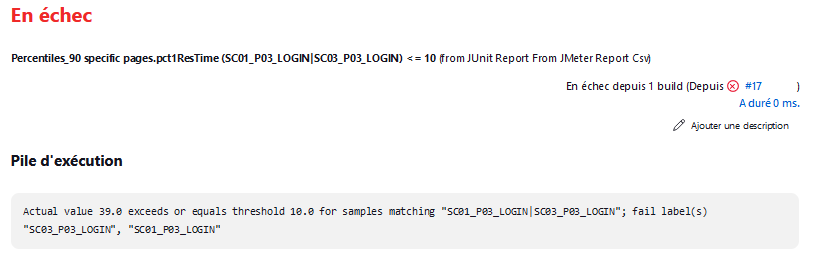 En échec
Percentiles_90 specific pages.pct1ResTime (SC01_P03_LOGIN|SC03_P03_LOGIN) <= 10 (from JUnit Report From JMeter Report Csv)
En échec depuis 1 build (Depuis #17 )
A duré 0 ms.
Ajouter une description
Pile d'exécution
Actual value 39.0 exceeds or equals threshold 10.0 for samples matching "SC01_P03_LOGIN|SC03_P03_LOGIN"; fail label(s)
"SC03_P03_LOGIN", "SC01_P03_LOGIN"